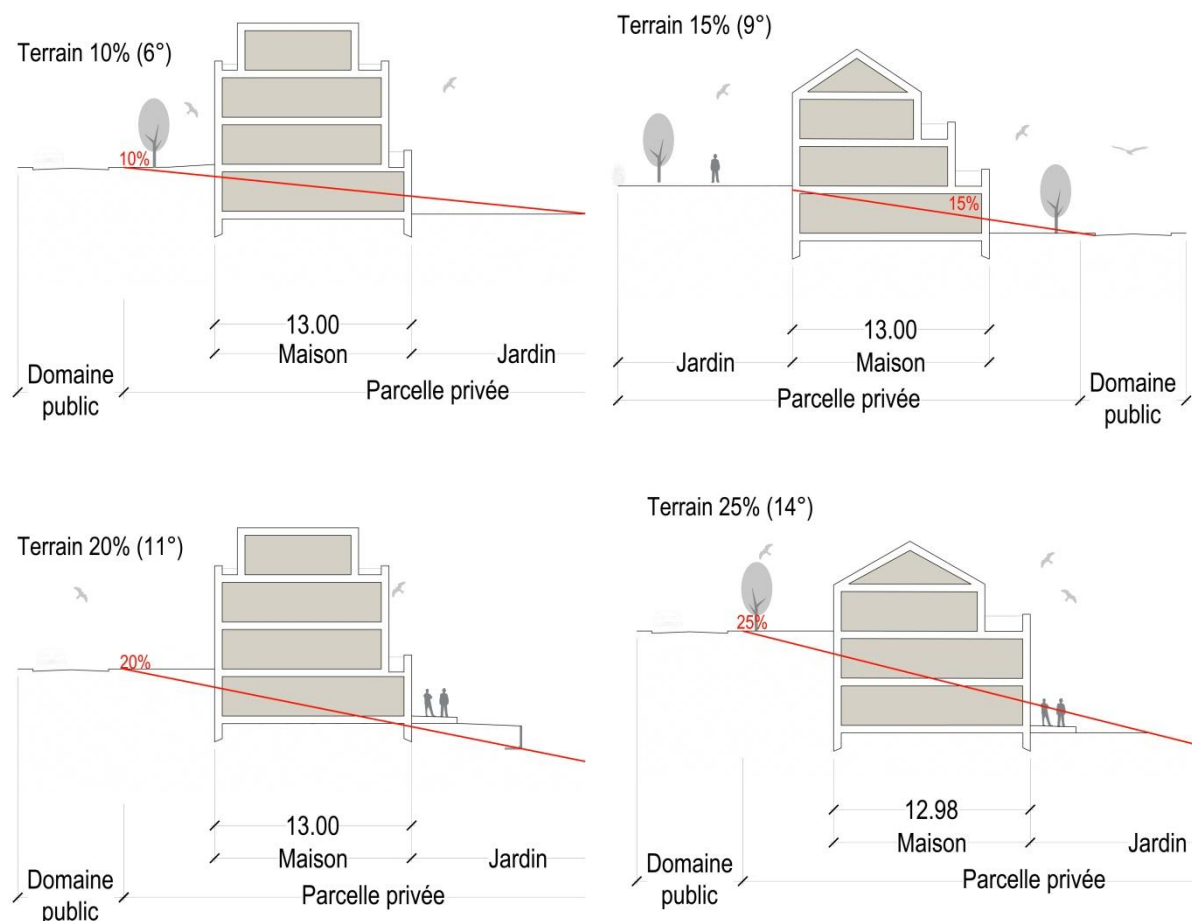 Terrain 10% (6°)
10%
13.00
Maison
Jardin
Domaine
public
Parcelle privée
Terrain 15% (9°)
15%
13.00
Jardin
Maison
Parcelle privée
Domaine
public
Terrain 20% (11°)
20%
13.00
Maison
Jardin
Domaine
public
Parcelle privée
Terrain 25% (14°)
25%
12.98
Maison
Jardin
Domaine
public
Parcelle privée